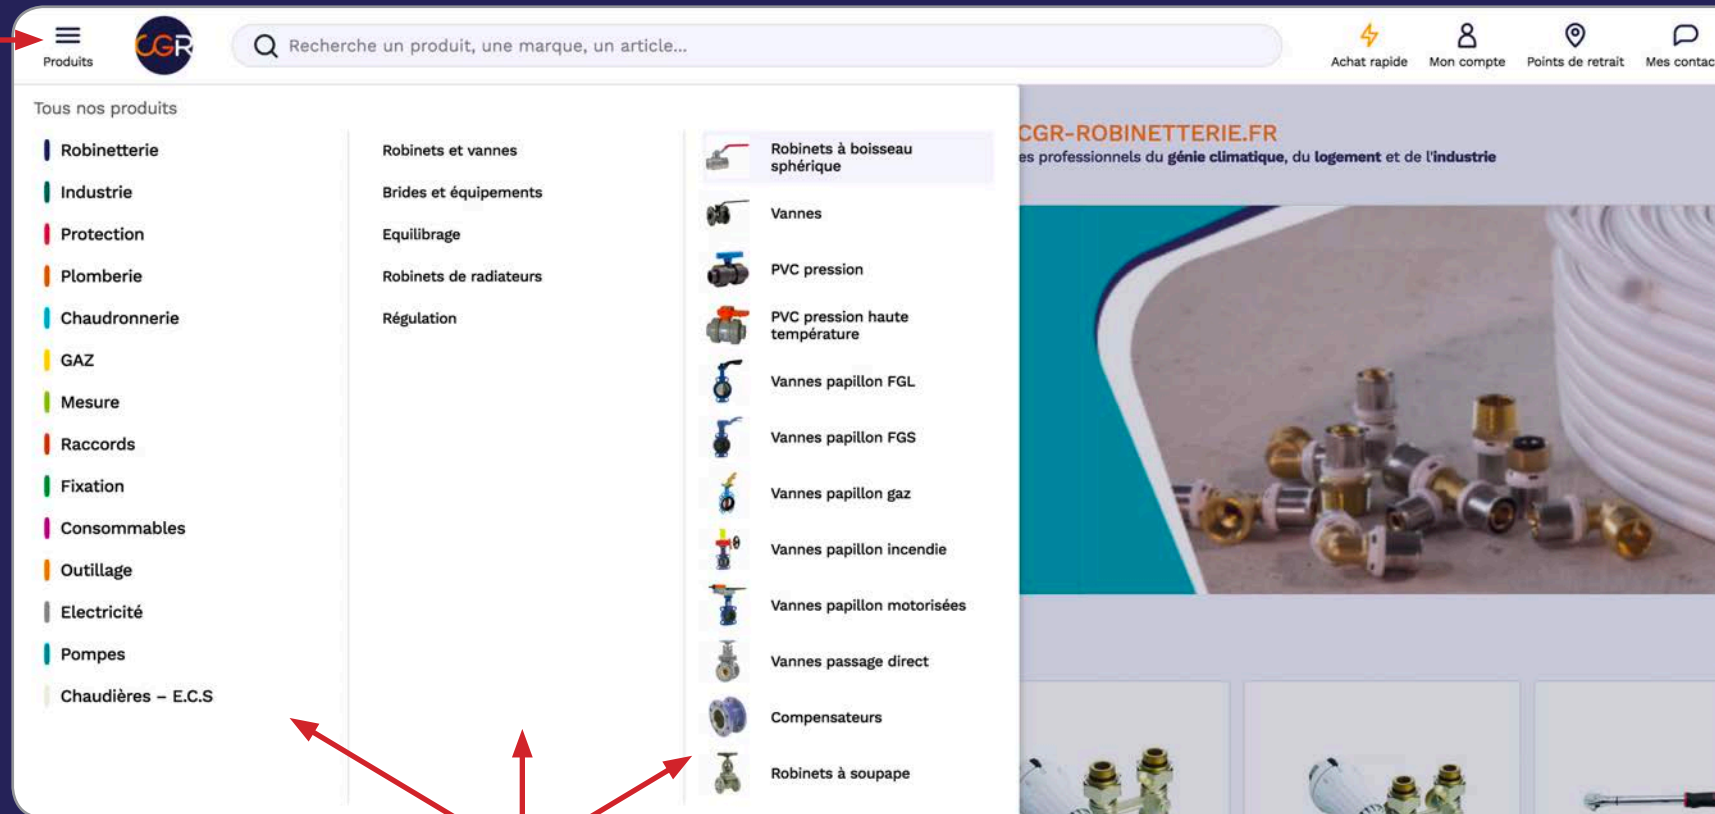 Produits
CGR
Recherche un produit, une marque, un article...
Achat rapide
Mon compte
Points de retrait
Mes contac
Tous nos produits
Robinetterie
Industrie
Protection
Plomberie
Chaudronnerie
GAZ
Mesure
Raccords
Fixation
Consommables
Outillage
Electricité
Pompes
Chaudières – E.C.S
Robinets et vannes
Brides et équipements
Equilibrage
Robinets de radiateurs
Régulation
Robinets à boisseau
sphérique
Vannes
PVC pression
PVC pression haute
température
Vannes papillon FGL
Vannes papillon FGS
Vannes papillon gaz
Vannes papillon incendie
Vannes papillon motorisées
Vannes passage direct
Compensateurs
Robinets à soupape
CGR-ROBINETTERIE.FR
es professionnels du génie climatique, du logement et de l'industrie